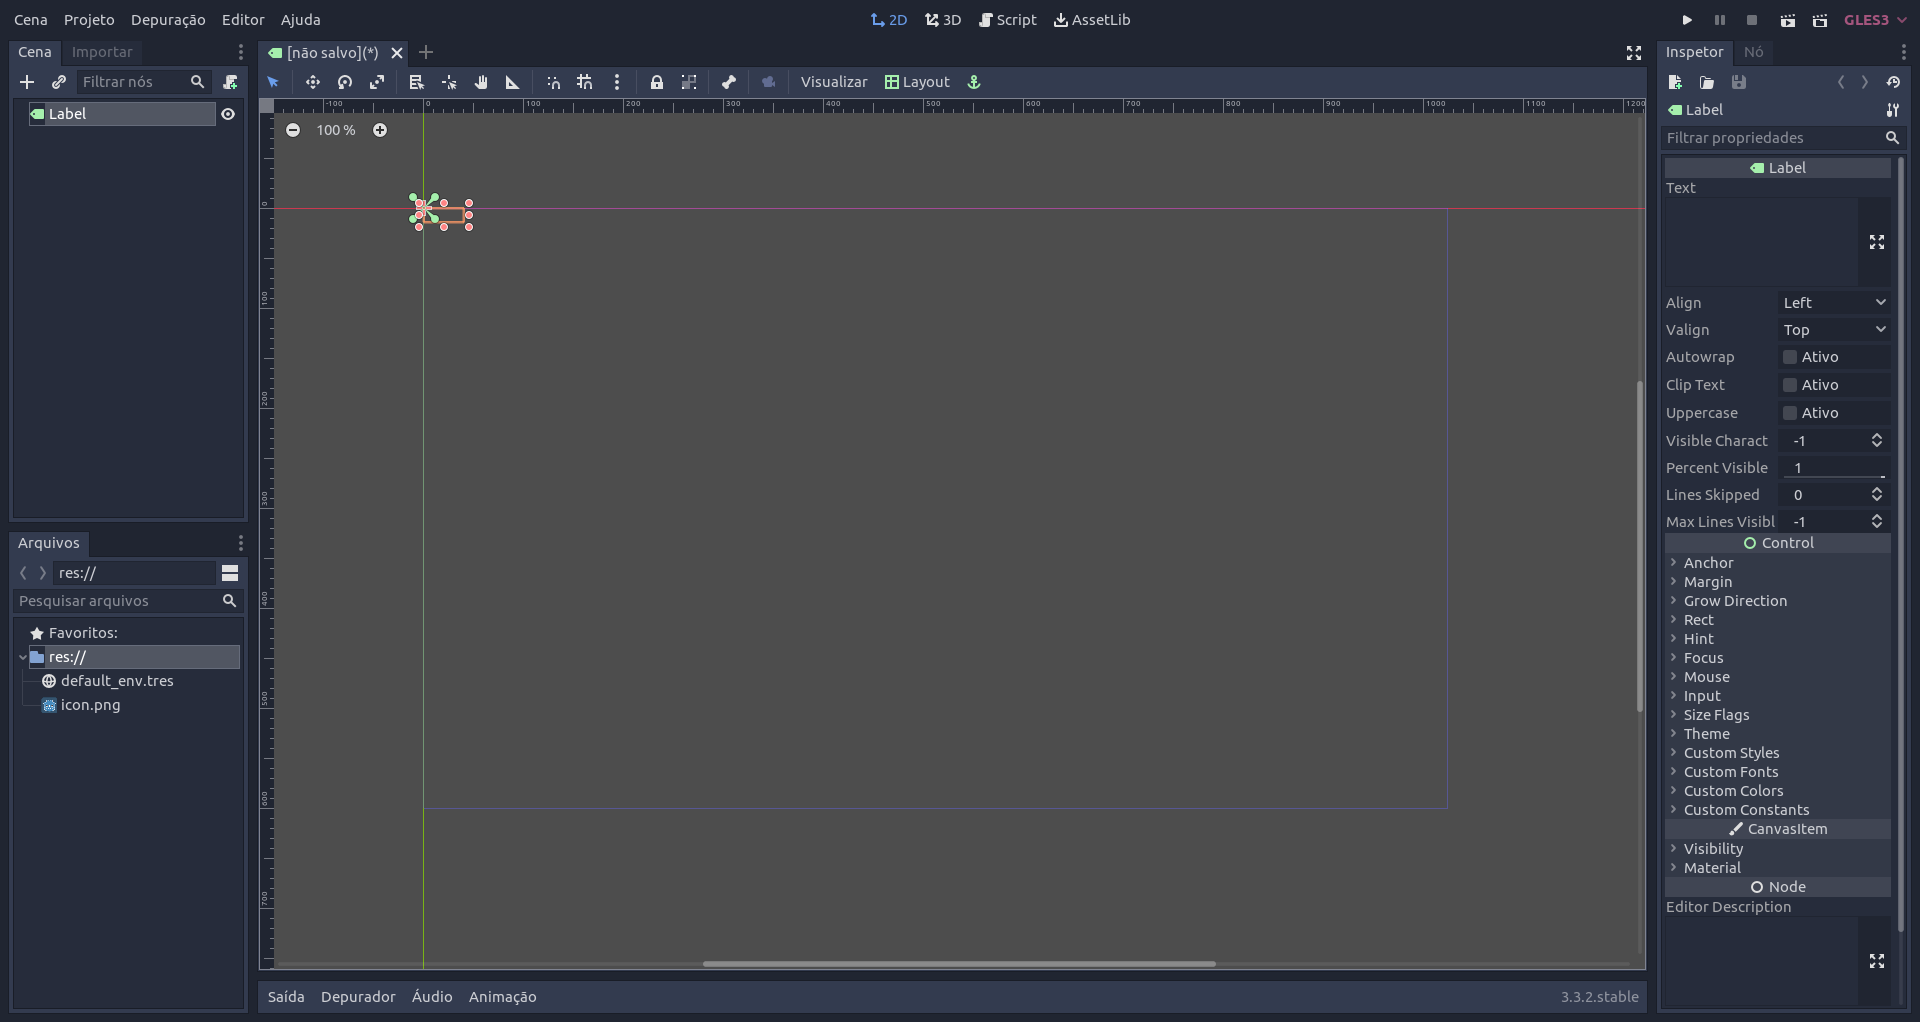 Cena Projeto Depuração Editor Ajuda
2D 3D Script AssetLib
GLES3
Cena Importar
Filtrar nós
Label
Arquivos
res://
Pesquisar arquivos
Favoritos:
res://
default_env.tres
icon.png
[não salvo](*)
Visualizar Layout
-100 0 100 200 300 400 500 600 700 800 900 1000 1100 1200
100 %
0
100
200
300
400
500
600
700
Saída Depurador Áudio Animação
3.3.2.stable
Inspetor Nó
Label
Filtrar propriedades
Label
Text
Align Left
Valign Top
Autowrap Ativo
Clip Text Ativo
Uppercase Ativo
Visible Charact -1
Percent Visible 1
Lines Skipped 0
Max Lines Visibl -1
Control
Anchor
Margin
Grow Direction
Rect
Hint
Focus
Mouse
Input
Size Flags
Theme
Custom Styles
Custom Fonts
Custom Colors
Custom Constants
CanvasItem
Visibility
Material
Node
Editor Description